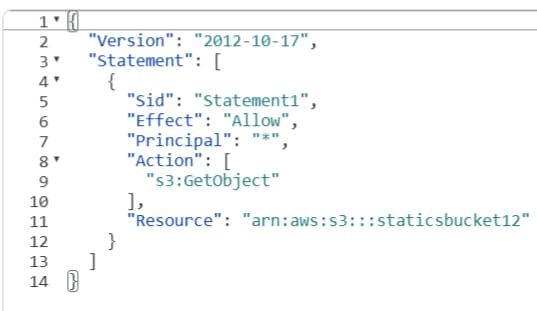 1 {
2 "Version": "2012-10-17",
3 "Statement": [
4 {
5 "Sid": "Statement1",
6 "Effect": "Allow",
7 "Principal": "*",
8 "Action": [
9 "s3:GetObject"
10 ],
11 "Resource": "arn:aws:s3:::staticsbucket12"
12 }
13 ]
14 }